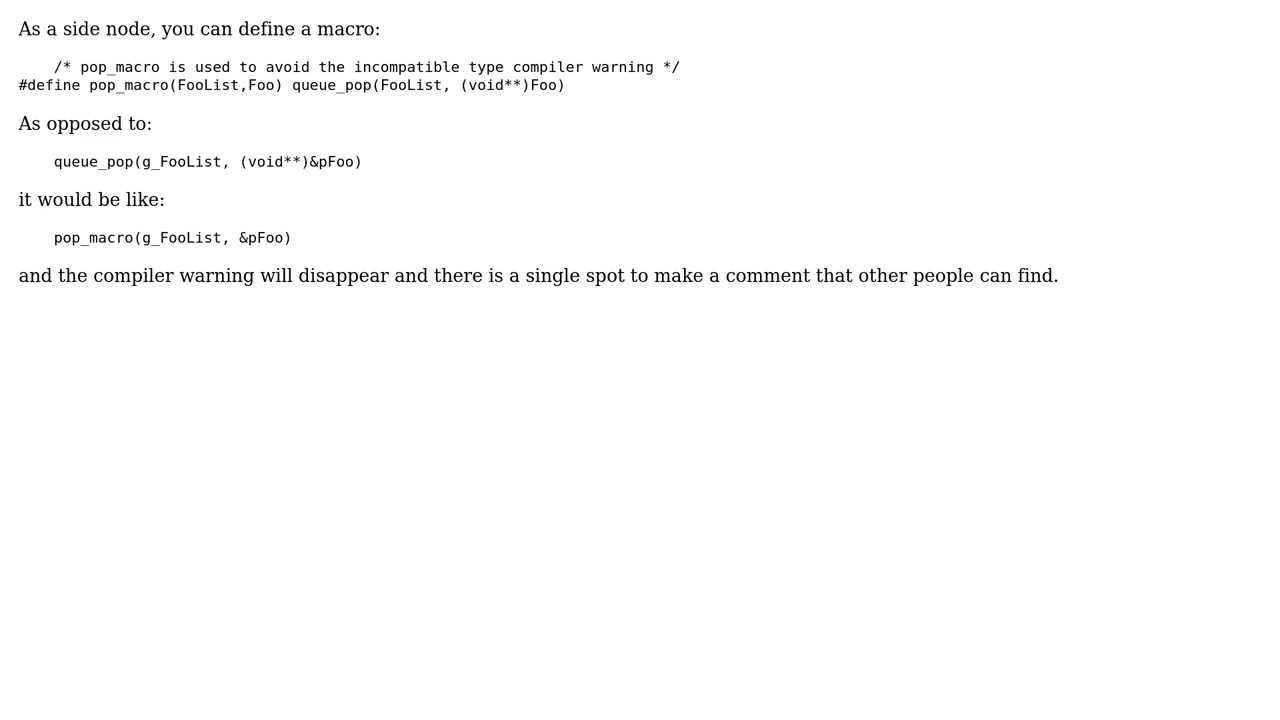 As a side node, you can define a macro:
/* pop_macro is used to avoid the incompatible type compiler warning */
#define pop_macro(FooList,Foo) queue_pop(FooList, (void**)Foo)
As opposed to:
queue_pop(g_FooList, (void**)&pFoo)
it would be like:
pop_macro(g_FooList, &pFoo)
and the compiler warning will disappear and there is a single spot to make a comment that other people can find.